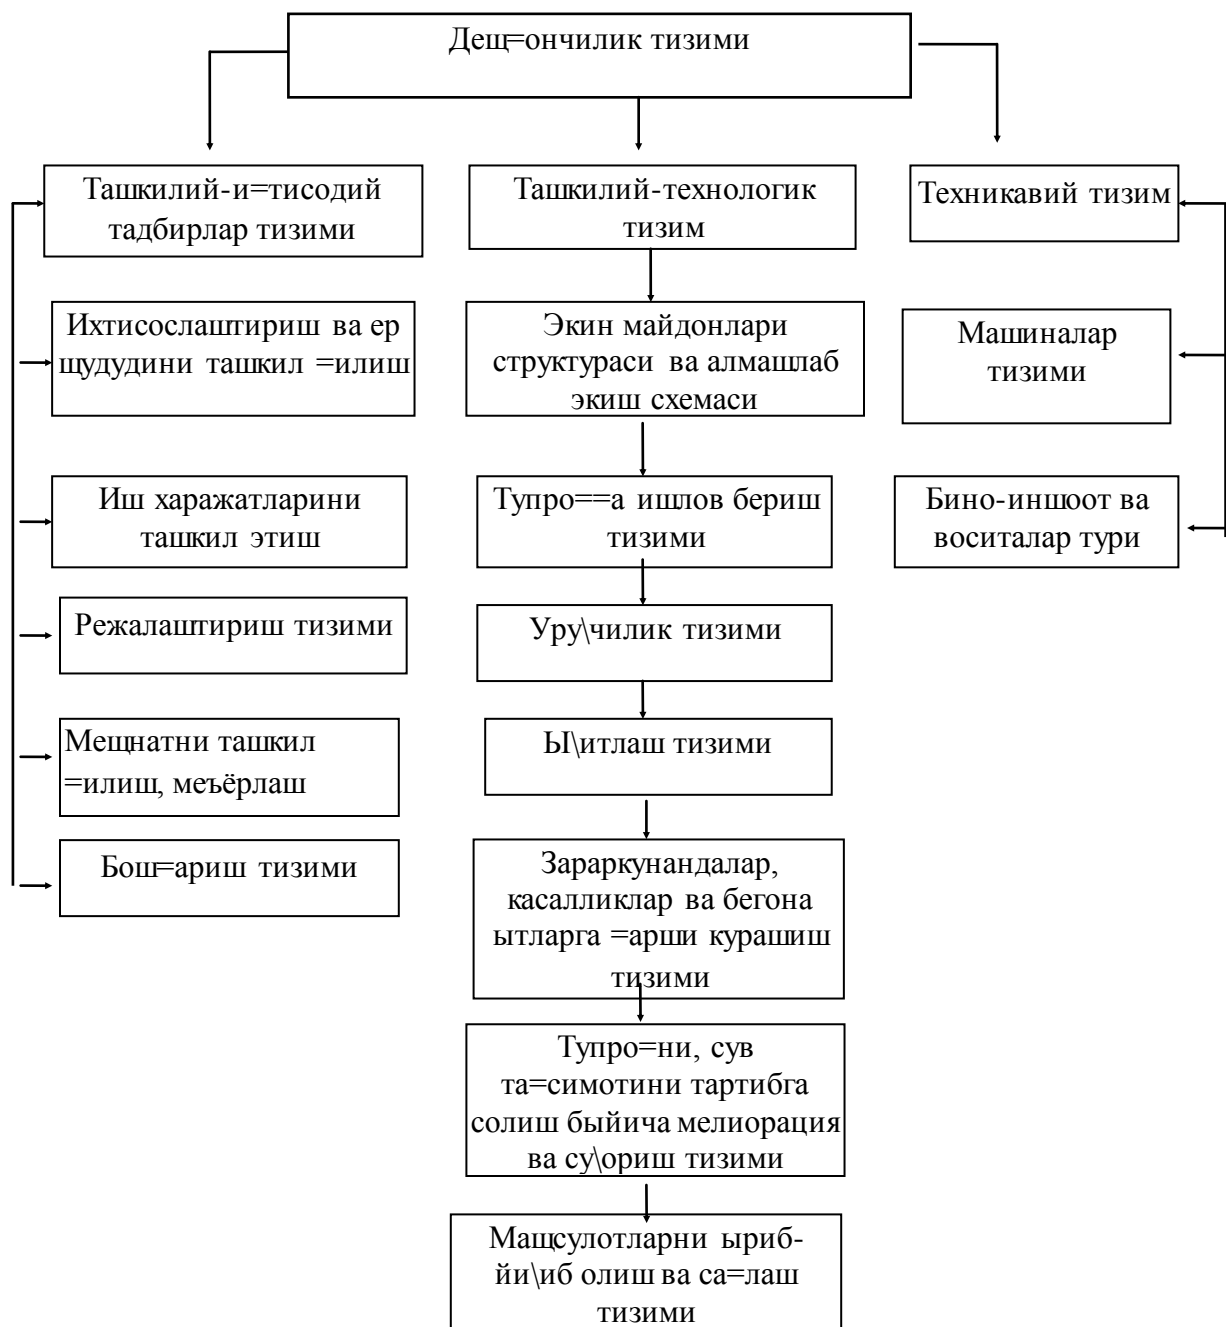 Дещ=ончилик тизими
Ташкилий-и=тисодий
тадбирлар тизими
Ихтисослаштириш ва ер
щудудини ташкил =илиш
Иш харажатларини
ташкил этиш
Режалаштириш тизими
Мещнатни ташкил
=илиш, меъёрлаш
Бош=ариш тизими
Ташкилий-технологик
тизим
Экин майдонлари
структураси ва алмашлаб
экиш схемаси
Тупро==а ишлов бериш
тизими
Уру\чилик тизими
Ы\итлаш тизими
Зараркунандалар,
касалликлар ва бегона
ытларга =арши курашиш
тизими
Тупро=ни, сув
та=симотини тартибга
солиш быйича мелиорация
ва су\ориш тизими
Мащсулотларни ыриб-
йи\иб олиш ва са=лаш
тизими
Техникавий тизим
Машиналар
тизими
Бино-иншоот ва
воситалар тури